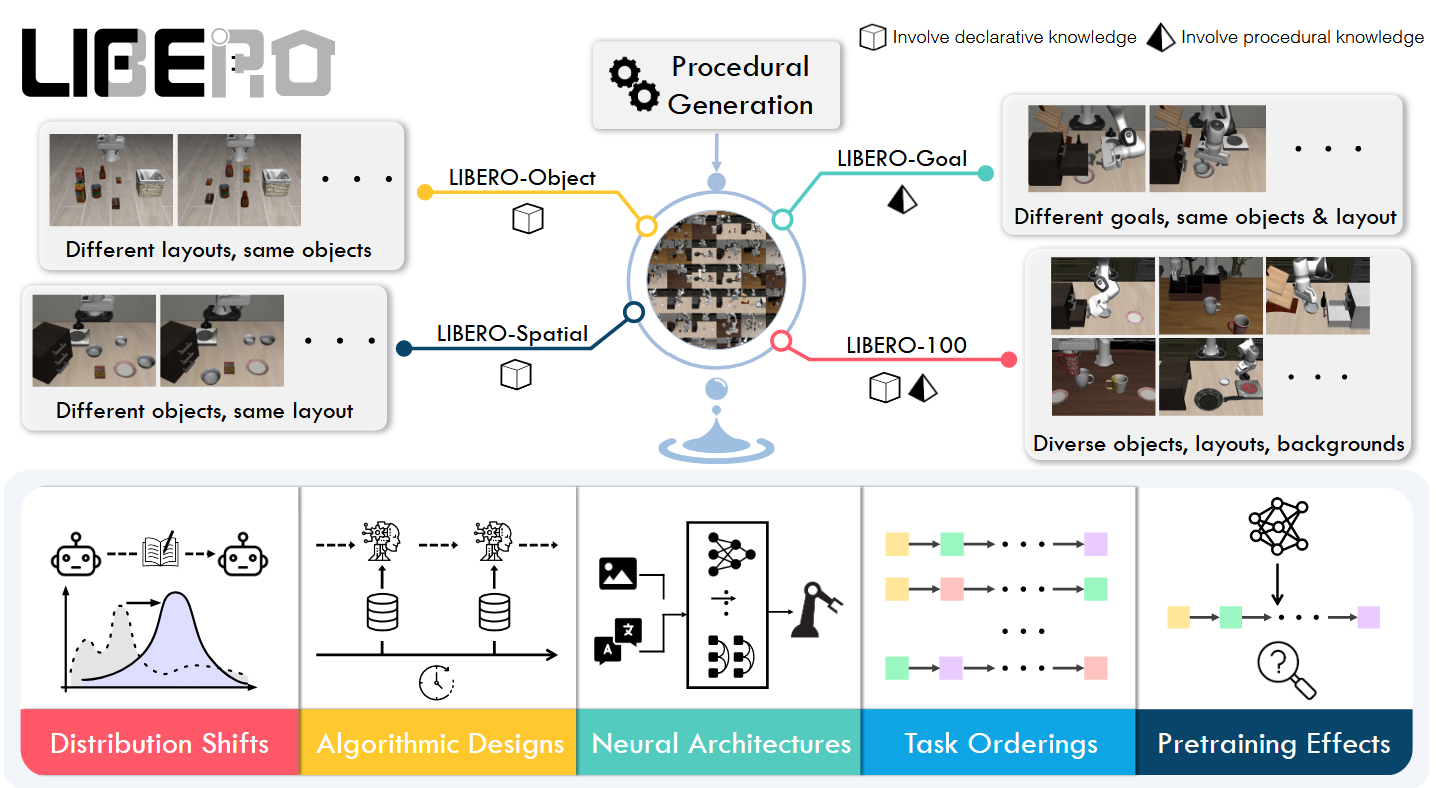 LIBERO
Involve declarative knowledge
Involve procedural knowledge
Procedural
Generation
LIBERO-Object
Different layouts, same objects
LIBERO-Goal
Different goals, same objects & layout
LIBERO-Spatial
Different objects, same layout
LIBERO-100
Diverse objects, layouts, backgrounds
文
A
?
Distribution Shifts
Algorithmic Designs
Neural Architectures
Task Orderings
Pretraining Effects